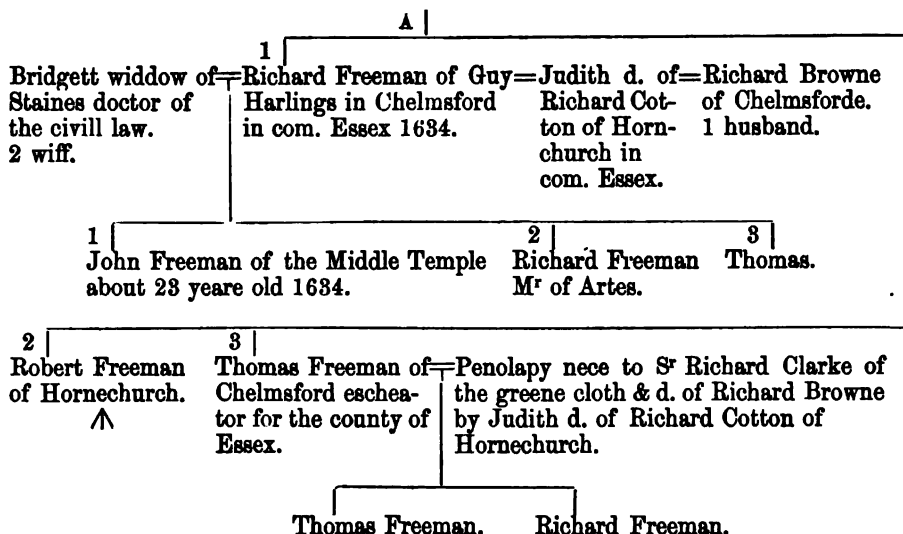 A
1
Bridgett widdow of=Richard Freeman of Guy=Judith d. of=Richard Browne
Staines doctor of Harlings in Chelmsford Richard Cot- of Chelmsforde.
the civill law. in com. Essex 1634. ton of Horn- 1 husband.
2 wiff. church in
com. Essex.
1 2 3
John Freeman of the Middle Temple Richard Freeman Thomas.
about 23 yeare old 1634. Mʳ of Artes.
2 3
Robert Freeman Thomas Freeman of=Penolapy nece to Sʳ Richard Clarke of
of Hornechurch. Chelmsford eschea- the greene cloth & d. of Richard Browne
tor for the county of by Judith d. of Richard Cotton of
Essex. Hornechurch.
Thomas Freeman. Richard Freeman.